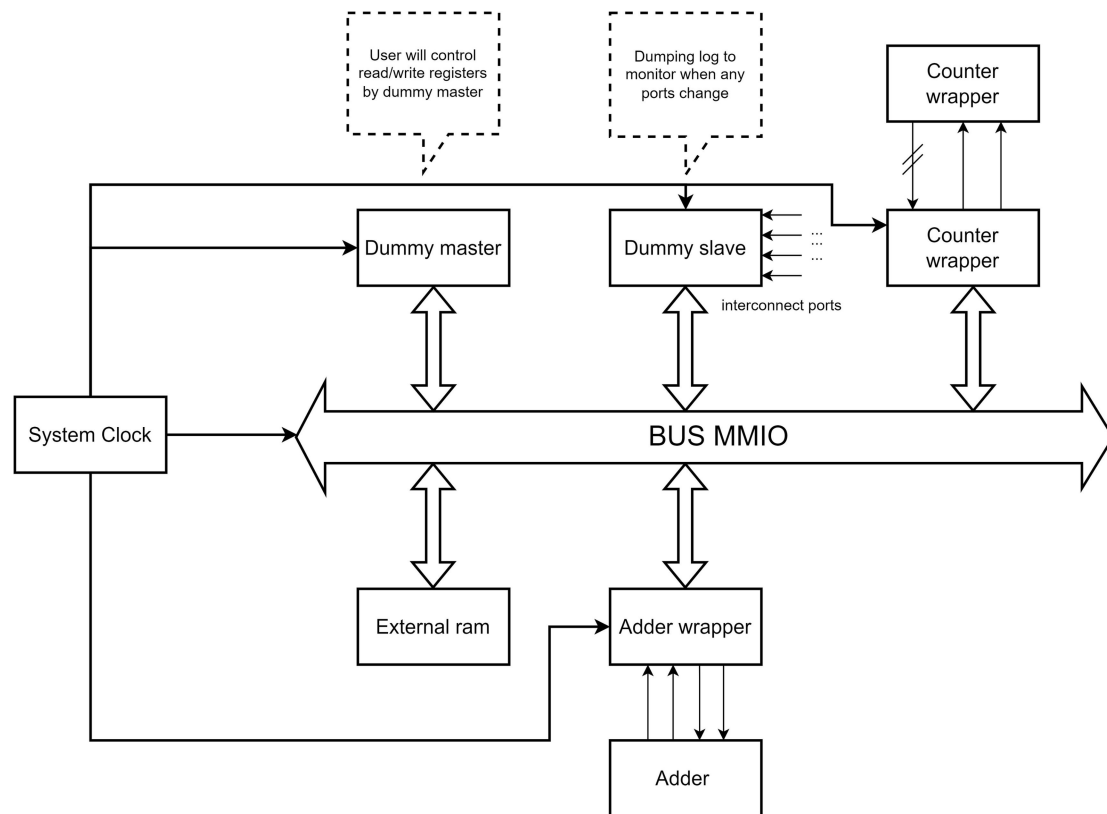 User will control
read/write registers
by dummy master
Dumping log to
monitor when any
ports change
Counter
wrapper
Dummy master
Dummy slave
...
...
...
Counter
wrapper
interconnect ports
System Clock
BUS MMIO
External ram
Adder wrapper
Adder